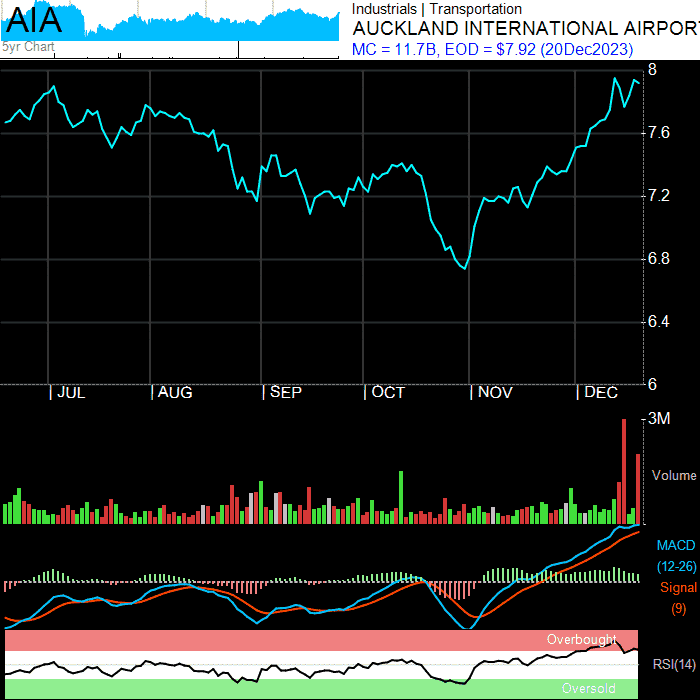 AIA
5yr Chart
Industrials | Transportation
AUCKLAND INTERNATIONAL AIRPORT
MC = 11.7B, EOD = $7.92 (20Dec2023)
8
7.6
7.2
6.8
6.4
6
| JUL | AUG | SEP | OCT | NOV | DEC
3M
Volume
MACD
(12-26)
Signal
(9)
Overbought
RSI(14)
Oversold